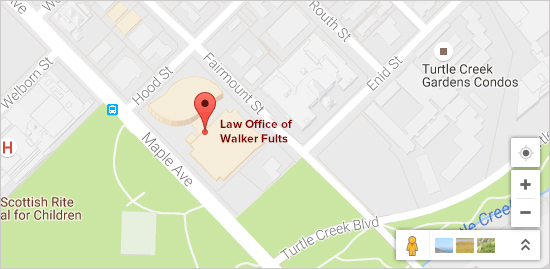 Routh St
Welborn St
Hood St
Fairmount St
Enid St
Turtle Creek
Gardens Condos
Law Office of
Walker Fults
Maple Ave
H
Scottish Rite
al for Children
Turtle Creek Blvd
Turtle Creek